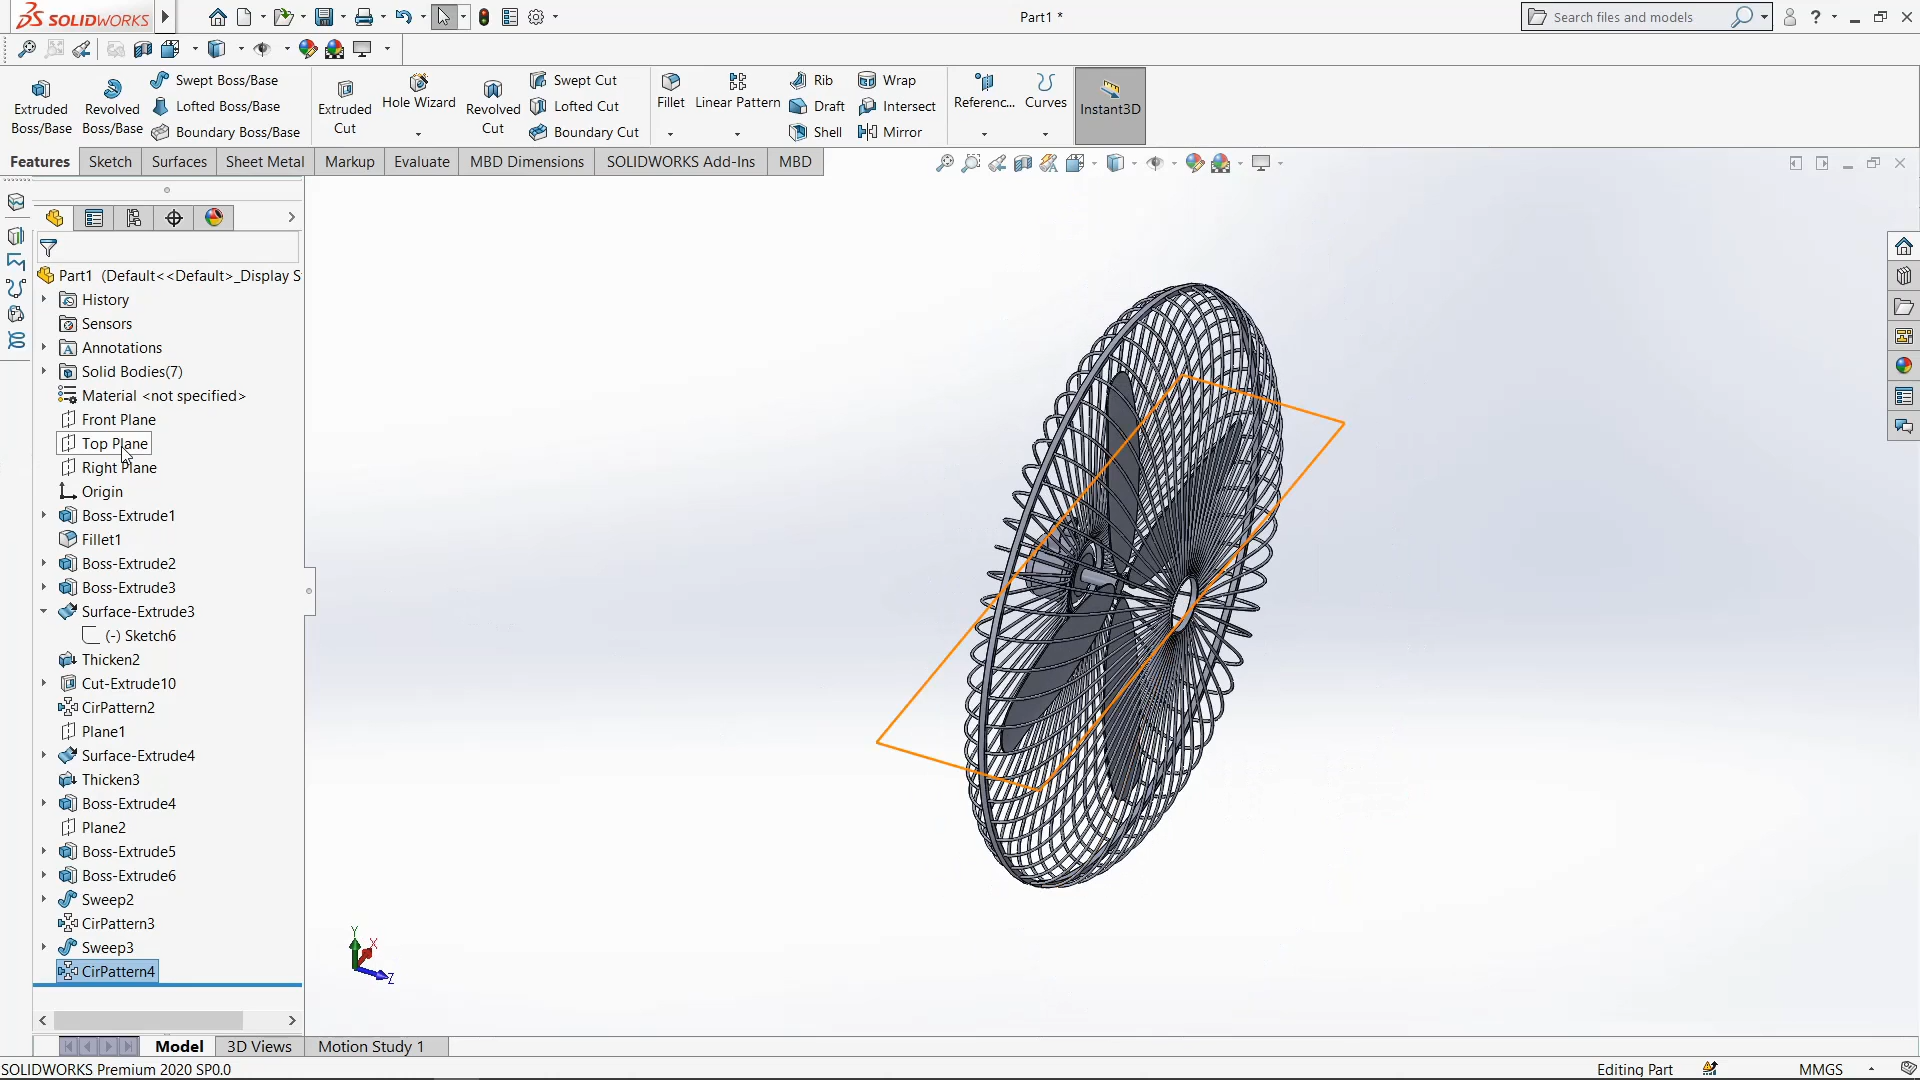 SOLIDWORKS
Part1 *
Search files and models
?
Extruded Boss/Base
Revolved Boss/Base
Swept Boss/Base
Lofted Boss/Base
Boundary Boss/Base
Extruded Cut
Hole Wizard
Revolved Cut
Swept Cut
Lofted Cut
Boundary Cut
Fillet
Linear Pattern
Rib
Draft
Shell
Wrap
Intersect
Mirror
Referenc...
Curves
Instant3D
Features
Sketch
Surfaces
Sheet Metal
Markup
Evaluate
MBD Dimensions
SOLIDWORKS Add-Ins
MBD
Part1 (Default<<Default>_Display S
History
Sensors
Annotations
Solid Bodies(7)
Material <not specified>
Front Plane
Top Plane
Right Plane
Origin
Boss-Extrude1
Fillet1
Boss-Extrude2
Boss-Extrude3
Surface-Extrude3
(-) Sketch6
Thicken2
Cut-Extrude10
CirPattern2
Plane1
Surface-Extrude4
Thicken3
Boss-Extrude4
Plane2
Boss-Extrude5
Boss-Extrude6
Sweep2
CirPattern3
Sweep3
CirPattern4
Y
X
Z
Model
3D Views
Motion Study 1
SOLIDWORKS Premium 2020 SP0.0
Editing Part
MMGS